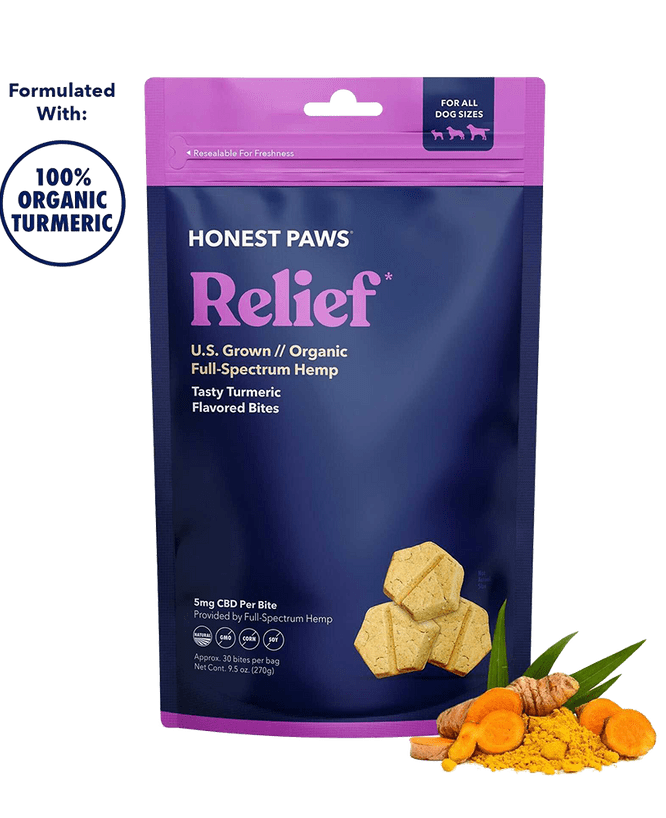 Formulated
With:
100%
ORGANIC
TURMERIC
FOR ALL
DOG SIZES
◄ Resealable For Freshness
HONEST PAWS®
Relief*
U.S. Grown // Organic
Full-Spectrum Hemp
Tasty Turmeric
Flavored Bites
5mg CBD Per Bite
Provided by Full-Spectrum Hemp
NATURAL GMO CORN SOY
Approx. 30 bites per bag
Net Cont. 9.5 oz. (270g)